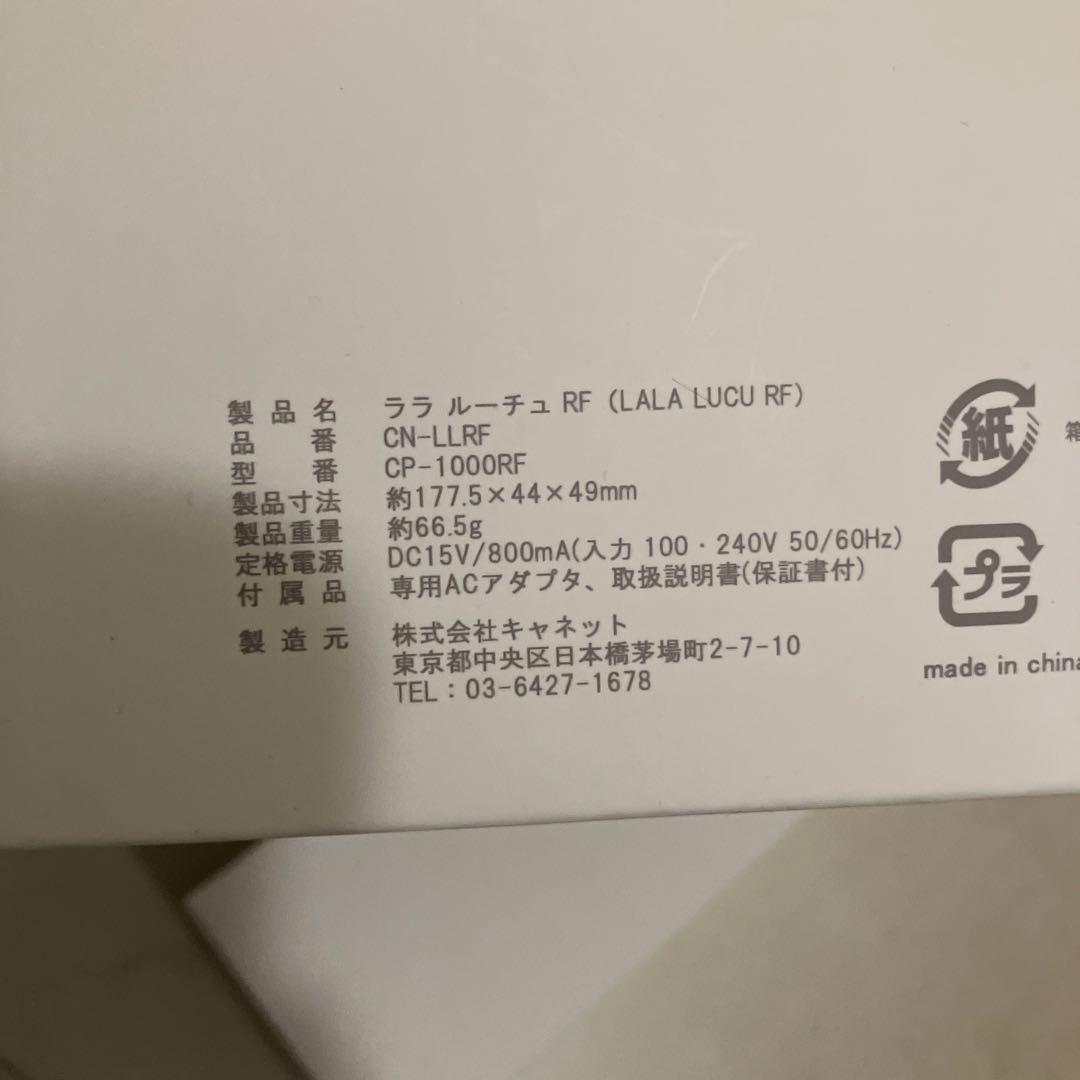 製品名 ララ ルーチュ RF (LALA LUCU RF)
品番 CN-LLRF
型番 CP-1000RF
製品寸法 約177.5×44×49mm
製品重量 約66.5g
定格電源 DC15V/800mA(入力 100・240V 50/60Hz)
付属品 専用ACアダプタ、取扱説明書(保証書付)
製造元 株式会社キャネット
東京都中央区日本橋茅場町2-7-10
TEL：03-6427-1678
紙
箱
プラ
made in china